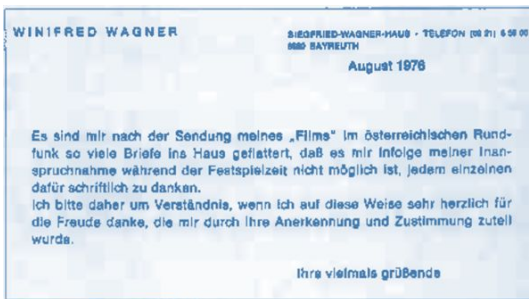 WINIFRED WAGNER
SIEGFRIED-WAGNER-HAUS · TELEFON
BAYREUTH
August 1976
Es sind mir nach der Sendung meines „Films" im österreichischen Rund-
funk so viele Briefe ins Haus geflattert, daß es mir infolge meiner Inan-
spruchnahme während der Festspielzeit nicht möglich ist, jedem einzelnen
dafür schriftlich zu danken.
Ich bitte daher um Verständnis, wenn ich auf diese Weise sehr herzlich für
die Freude danke, die mir durch Ihre Anerkennung und Zustimmung zuteil
wurde.
Ihre vielmals grüßende